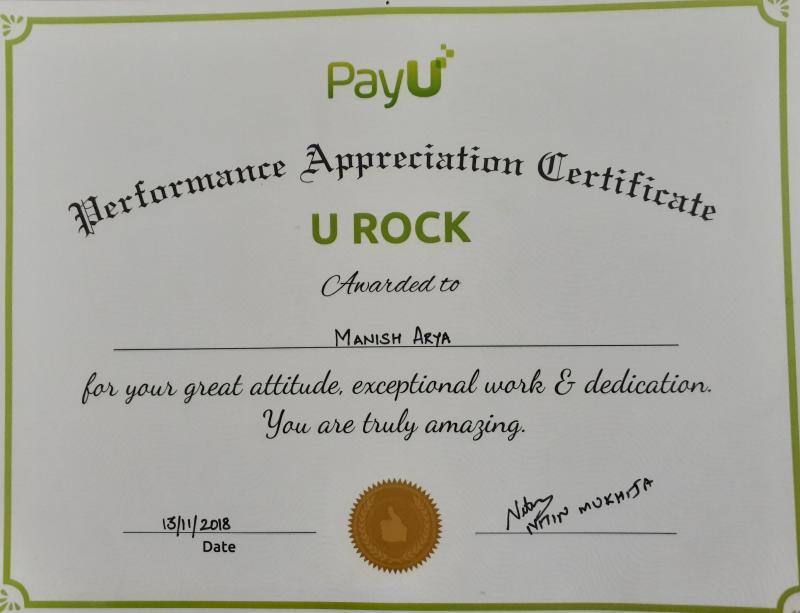 PayU
Performance Appreciation Certificate
U ROCK
Awarded to
MANISH ARYA
for your great attitude, exceptional work & dedication.
You are truly amazing.
13/11/2018
Date
Nitin
NITIN MUKHIJA